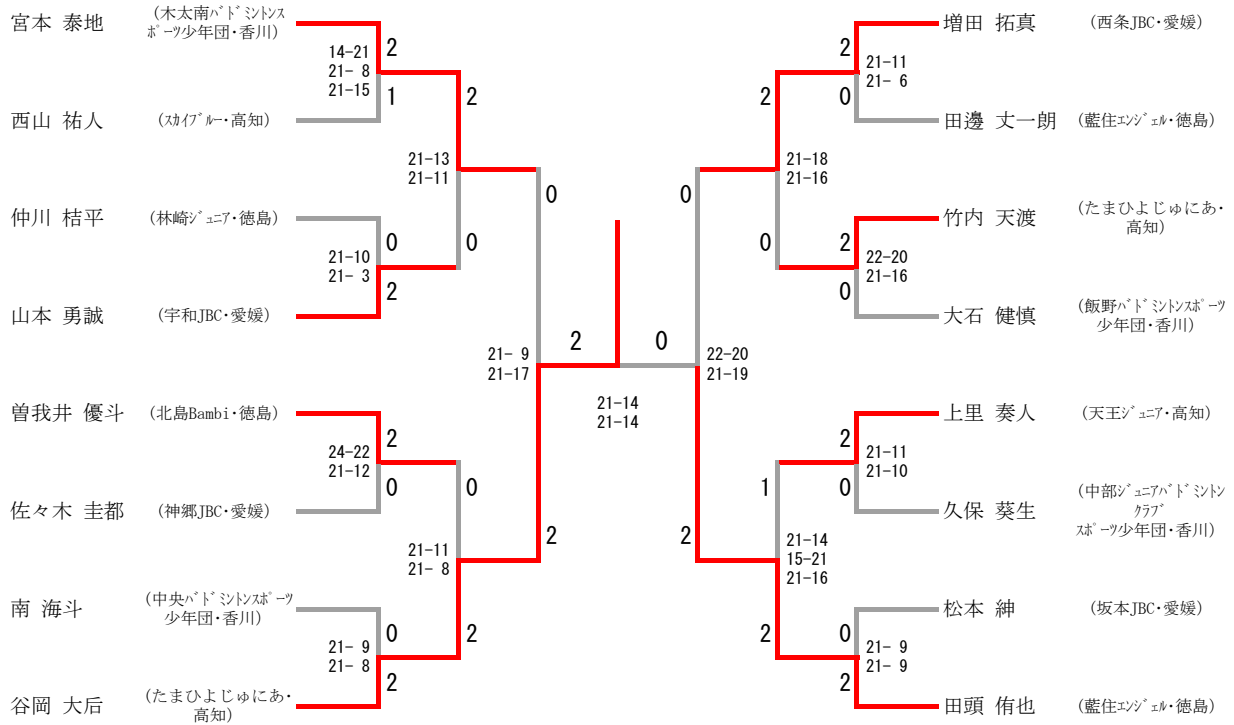 宮本 泰地
(木太南ﾊﾞﾄﾞﾐﾝﾄﾝｽ
ﾎﾟｰﾂ少年団・香川)
2
14-21
21- 8
21-15
1
西山 祐人
(ｽｶｲﾌﾞﾙｰ・高知)
2
21-13
21-11
0
仲川 桔平
(林崎ｼﾞｭﾆｱ・徳島)
0
21-10
21- 3
2
山本 勇誠
(宇和JBC・愛媛)
0
21- 9
21-17
2
曽我井 優斗
(北島Bambi・徳島)
2
24-22
21-12
0
佐々木 圭都
(神郷JBC・愛媛)
0
21-11
21- 8
2
南 海斗
(中央ﾊﾞﾄﾞﾐﾝﾄﾝｽﾎﾟｰﾂ
少年団・香川)
0
21- 9
21- 8
2
谷岡 大后
(たまひよじゅにあ・
高知)
2
0
21-14
21-14
増田 拓真
(西条JBC・愛媛)
2
21-11
21- 6
0
田邊 丈一朗
(藍住ｴﾝｼﾞｪﾙ・徳島)
2
21-18
21-16
0
竹内 天渡
(たまひよじゅにあ・
高知)
2
22-20
21-16
0
大石 健慎
(飯野ﾊﾞﾄﾞﾐﾝﾄﾝｽﾎﾟｰﾂ
少年団・香川)
0
22-20
21-19
2
上里 奏人
(天王ｼﾞｭﾆｱ・高知)
2
21-11
21-10
0
久保 葵生
(中部ｼﾞｭﾆｱﾊﾞﾄﾞﾐﾝﾄﾝ
ｸﾗﾌﾞ
ｽﾎﾟｰﾂ少年団・香川)
1
21-14
15-21
21-16
2
松本 紳
(坂本JBC・愛媛)
0
21- 9
21- 9
2
田頭 侑也
(藍住ｴﾝｼﾞｪﾙ・徳島)